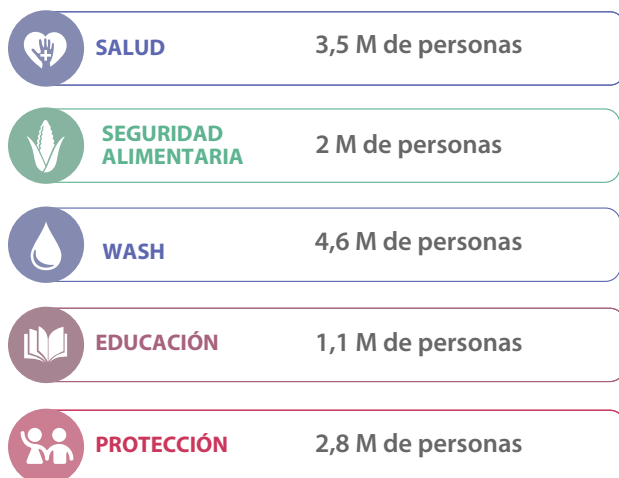 SALUD 3,5 M de personas
SEGURIDAD
ALIMENTARIA 2 M de personas
WASH 4,6 M de personas
EDUCACIÓN 1,1 M de personas
PROTECCIÓN 2,8 M de personas